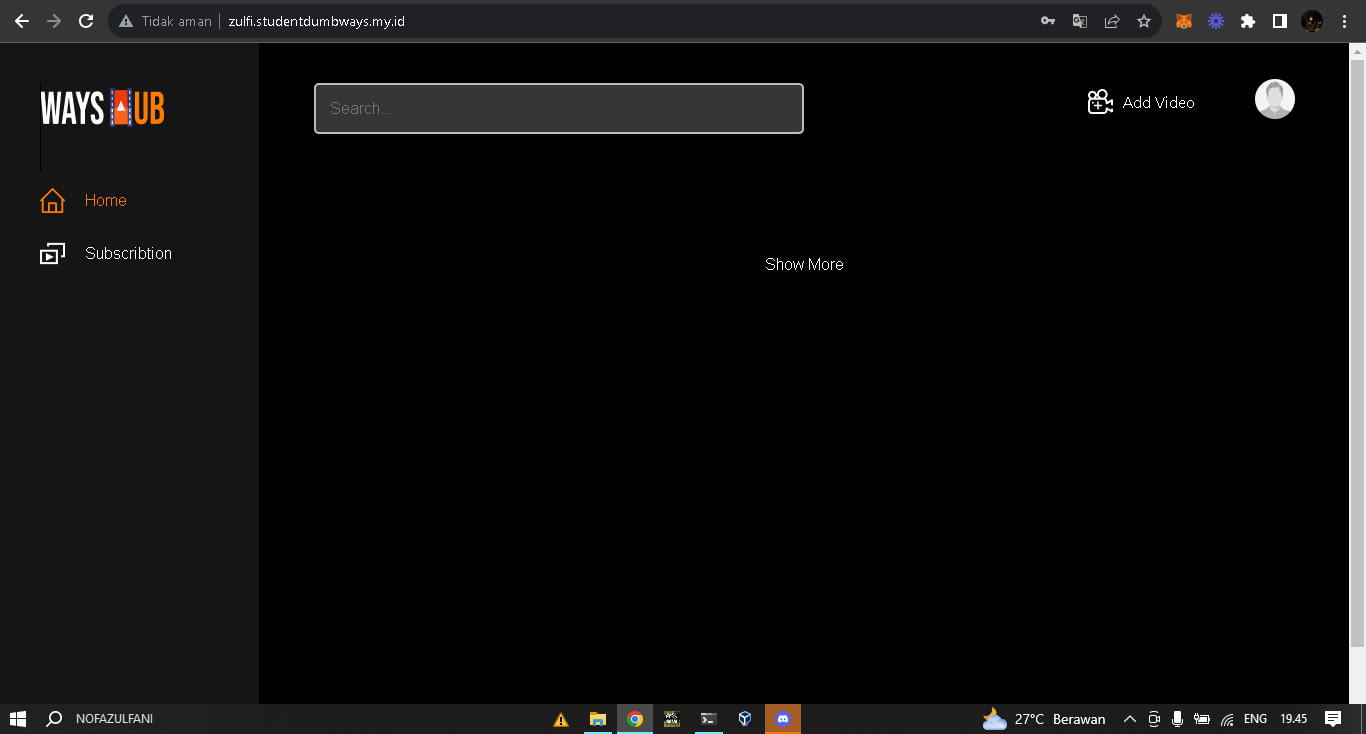 Tidak aman
zulfi.studentdumbways.my.id
WAYS UB
Search...
Add Video
Home
Subscribtion
Show More
NOFAZULFANI
27°C Berawan
ENG
19.45